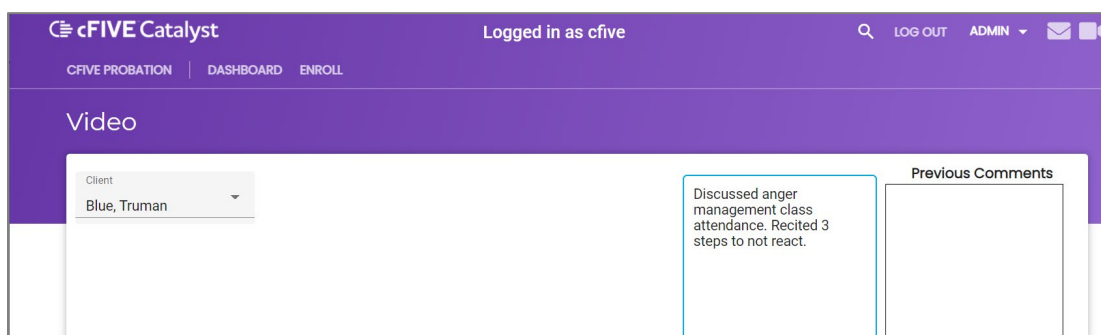 cFIVE Catalyst
Logged in as cfive
LOG OUT
ADMIN
CFIVE PROBATION
DASHBOARD
ENROLL
Video
Client
Blue, Truman
Discussed anger
management class
attendance. Recited 3
steps to not react.
Previous Comments